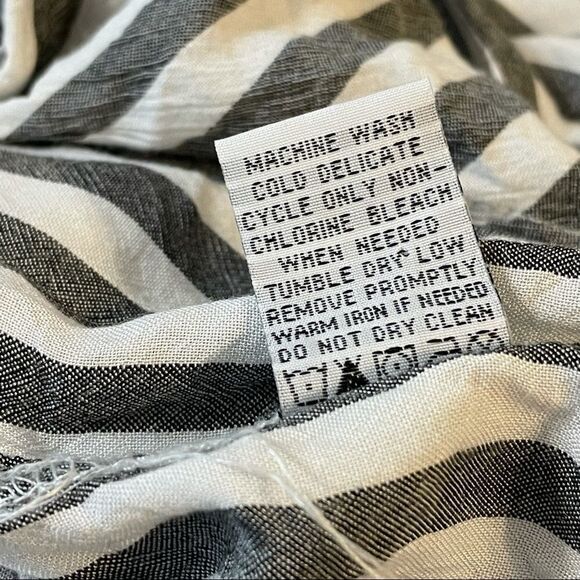 MACHINE WASH
COLD DELICATE
CYCLE ONLY NON-
CHLORINE BLEACH
WHEN NEEDED
TUMBLE DRY LOW
REMOVE PROMPTLY
WARM IRON IF NEEDED
DO NOT DRY CLEAN